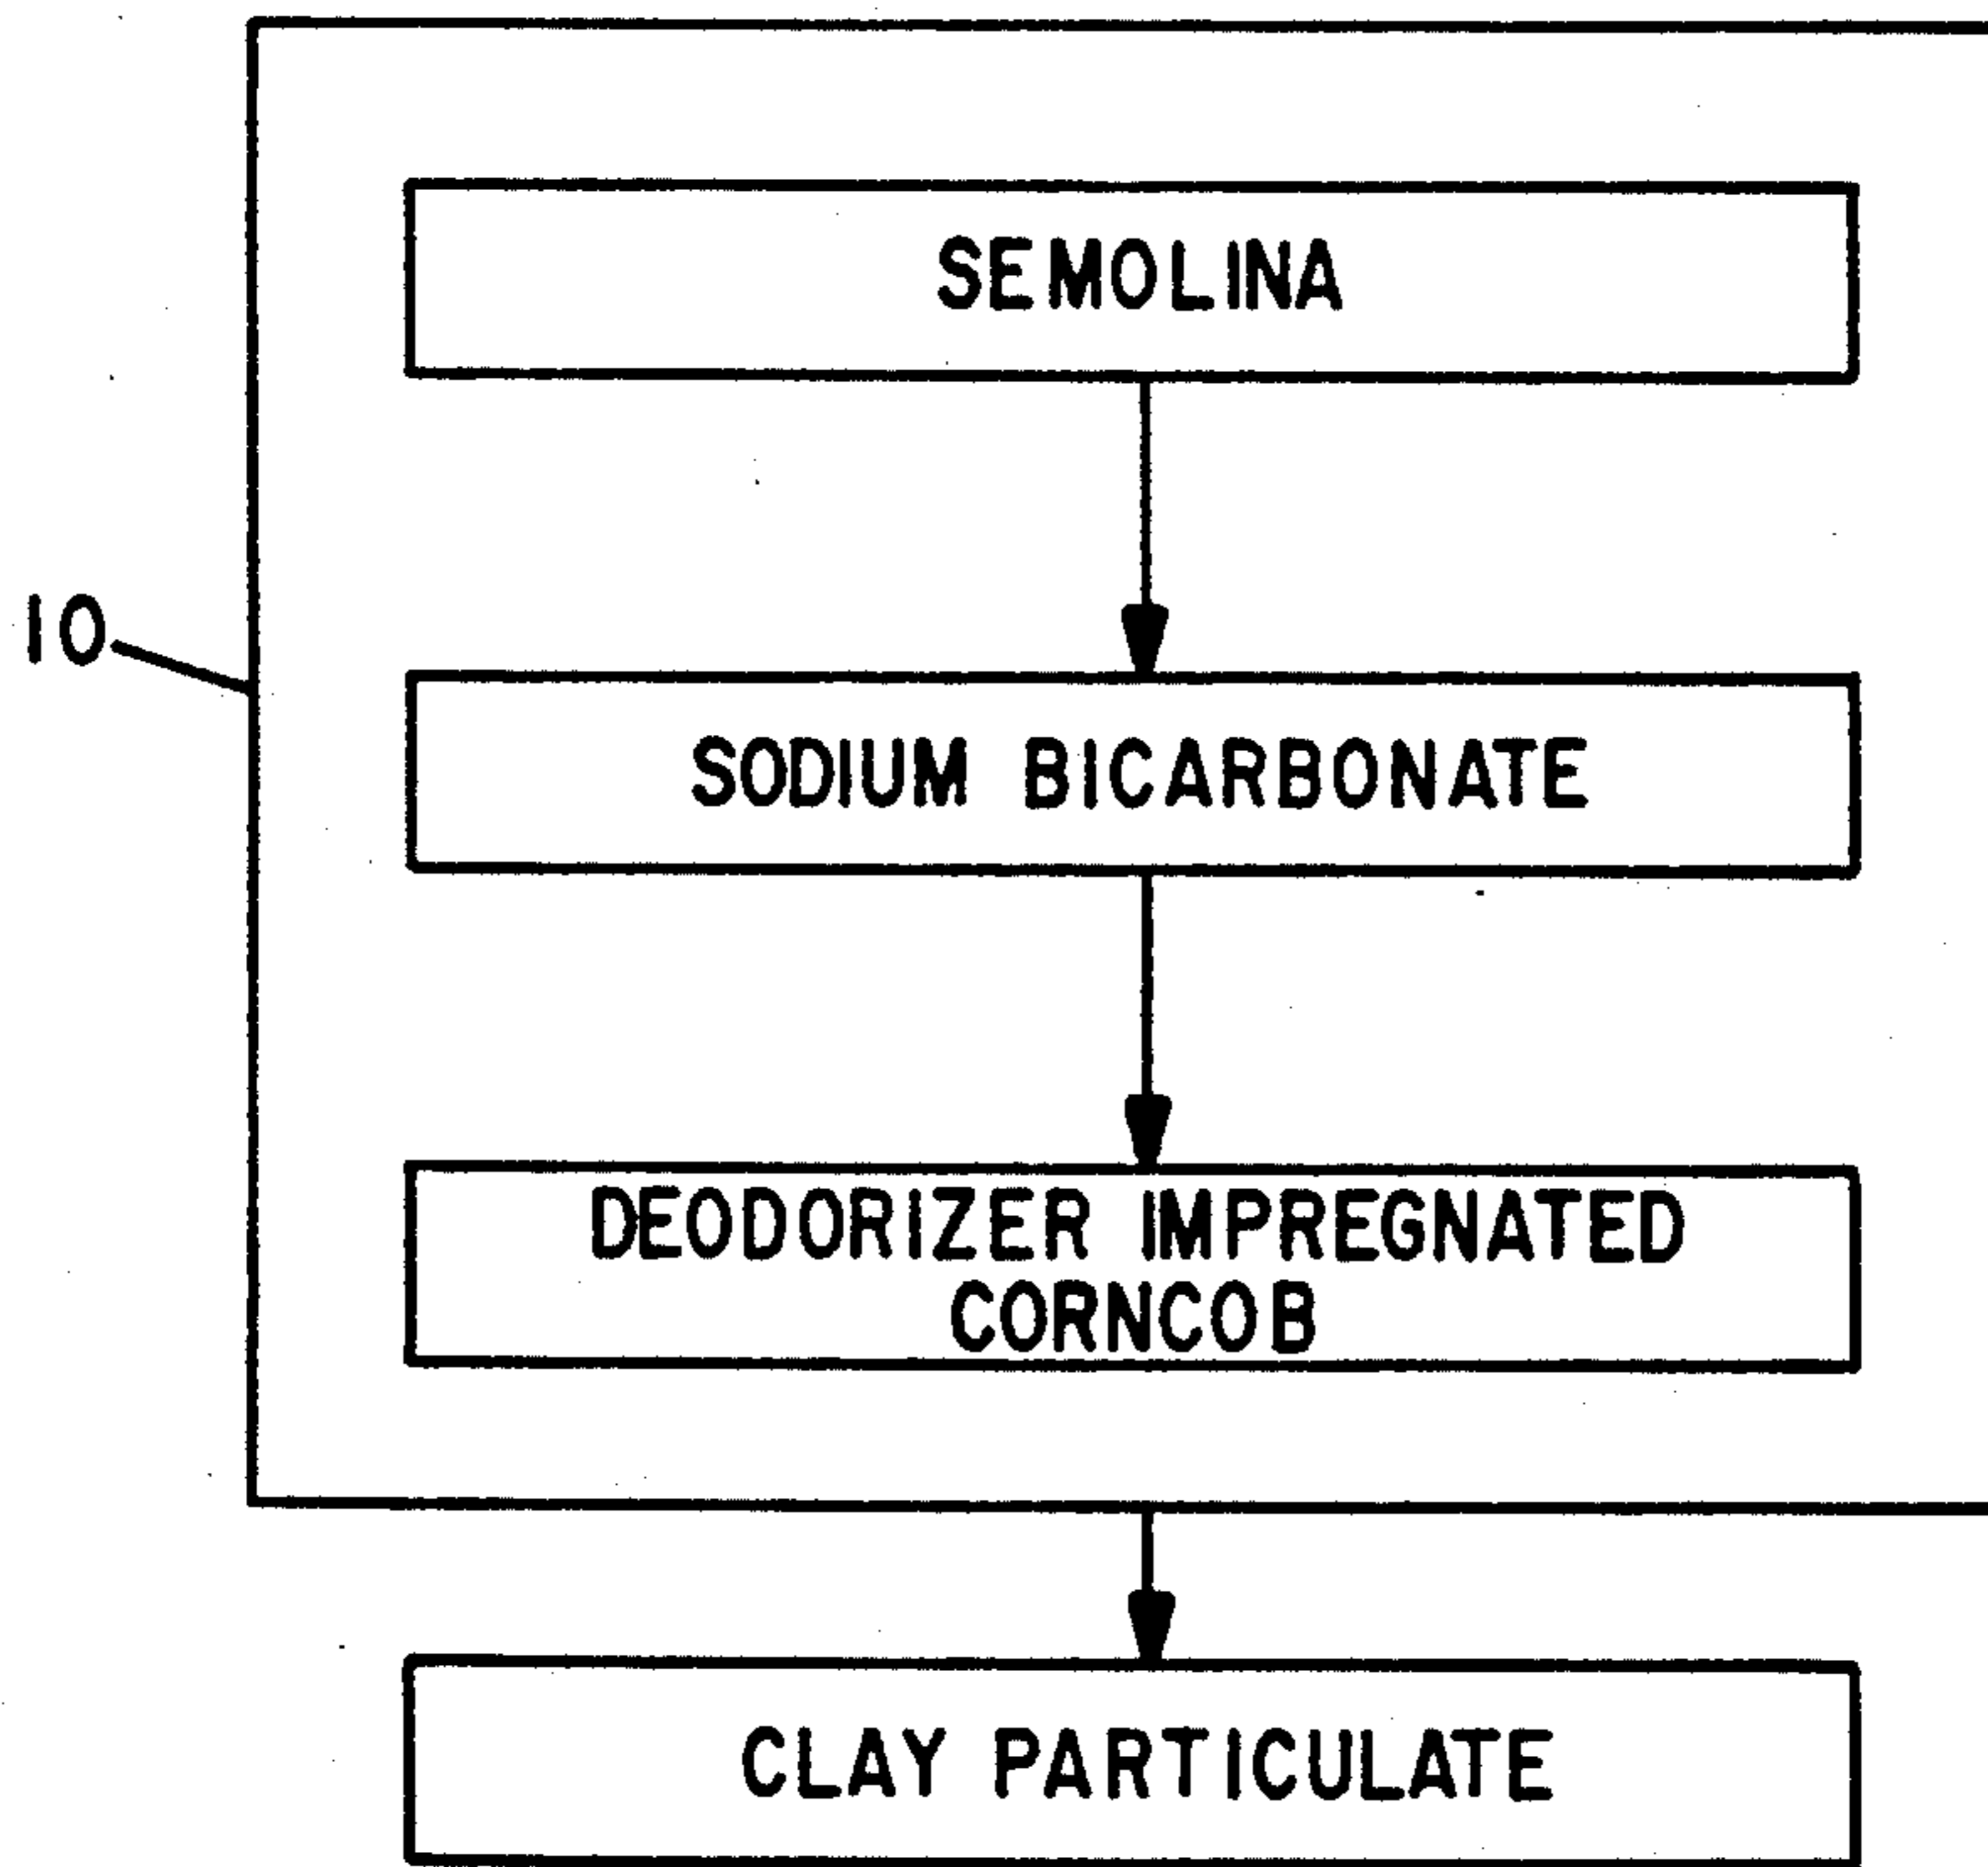 SEMOLINA
10
SODIUM BICARBONATE
DEODORIZER IMPREGNATED
CORNCOB
CLAY PARTICULATE